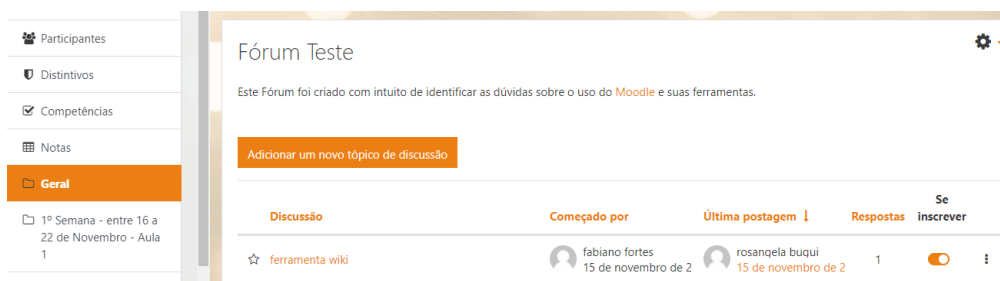 Participantes
Distintivos
Competências
Notas
Geral
1º Semana - entre 16 a
22 de Novembro - Aula
1
Fórum Teste
Este Fórum foi criado com intuito de identificar as dúvidas sobre o uso do Moodle e suas ferramentas.
Adicionar um novo tópico de discussão
Discussão Começado por Última postagem ↓ Respostas Se inscrever
ferramenta wiki fabiano fortes rosangela buqui 1
15 de novembro de 2 15 de novembro de 2